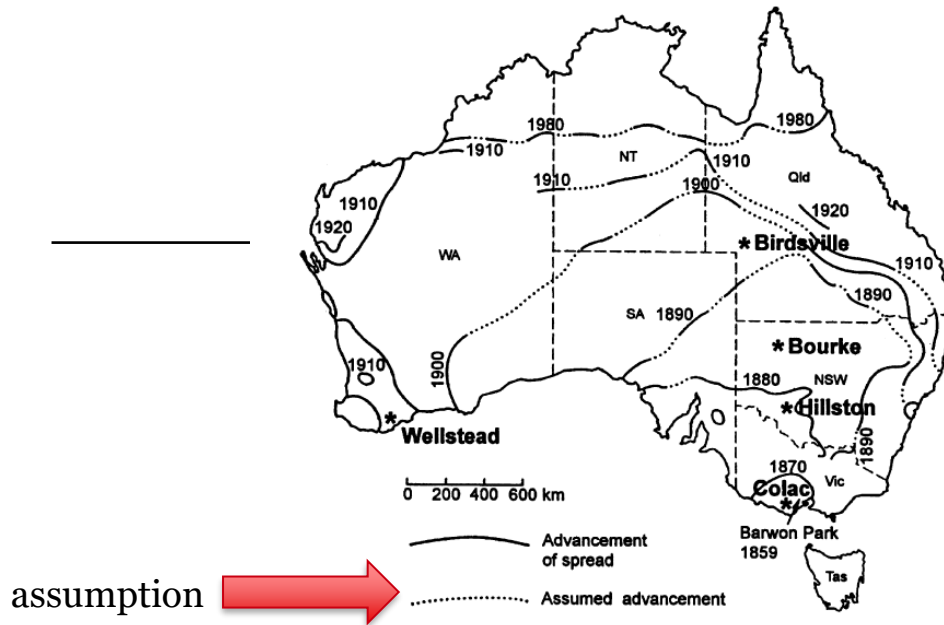 1980
1980
1910
NT
1910
1910
1900
Qld
1910
1920
1920
* Birdsville
WA
1910
1890
SA
1890
* Bourke
1910
1900
1880
NSW
* Hillston
* Wellstead
1890
1870
Vic
Colac
*
0 200 400 600 km
Barwon Park
1859
Advancement
of spread
Tas
assumption
Assumed advancement